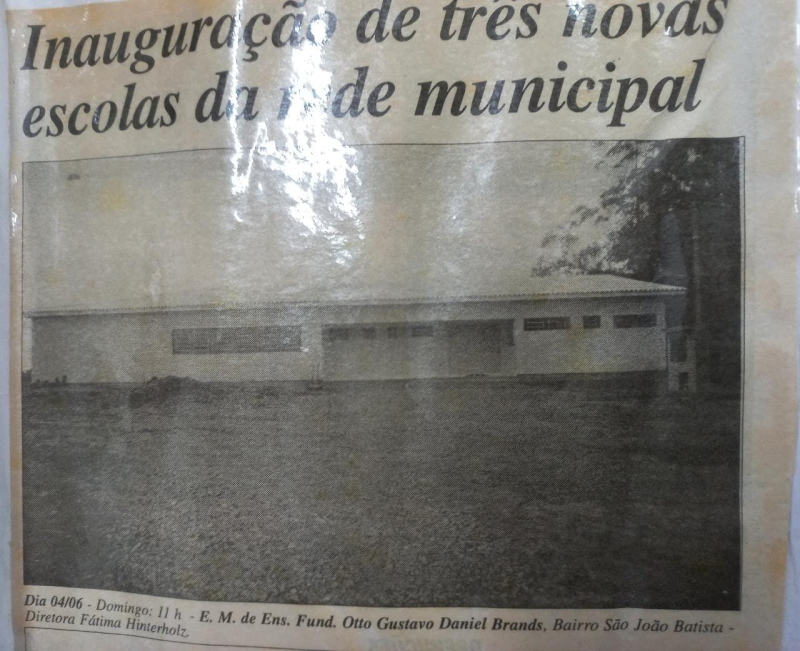 Inauguração de três novas
escolas da rede municipal
Dia 04/06 - Domingo: 11 h - E. M. de Ens. Fund. Otto Gustavo Daniel Brands, Bairro São João Batista -
Diretora Fátima Hinterholz.